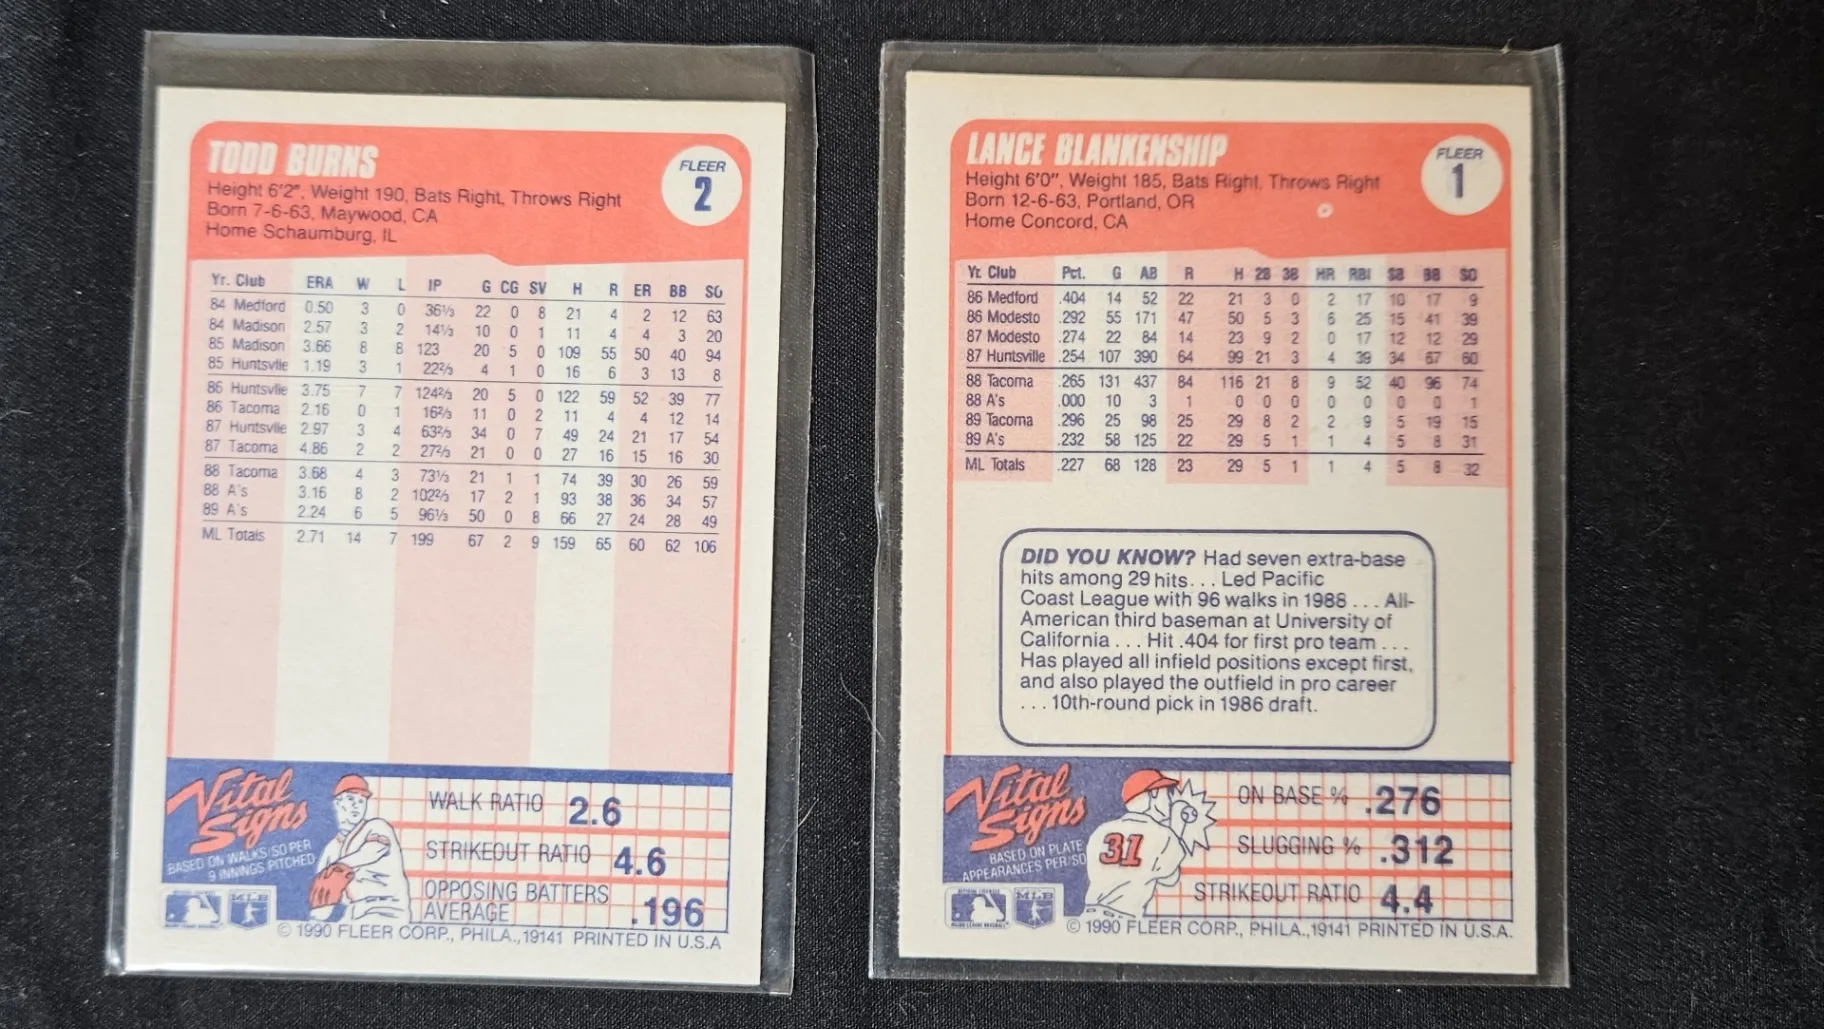 TODD BURNS
FLEER
2
Height 6'2", Weight 190, Bats Right, Throws Right
Born 7-6-63, Maywood, CA
Home Schaumburg, IL
Yr. Club ERA W L IP G CG SV H R ER BB SO
84 Medford 0.50 3 0 36⅓ 22 0 8 21 4 2 12 63
84 Madison 2.57 3 2 14⅓ 10 0 1 11 4 4 3 20
85 Madison 3.66 8 8 123 20 5 0 109 55 50 40 94
85 Huntsvlle 1.19 3 1 22⅔ 4 1 0 16 6 3 13 8
86 Huntsvlle 3.75 7 7 124⅔ 20 5 0 122 59 52 39 77
86 Tacoma 2.16 0 1 16⅔ 11 0 2 11 4 4 12 14
87 Huntsvlle 2.97 3 4 63⅔ 34 0 7 49 24 21 17 54
87 Tacoma 4.86 2 2 27⅔ 21 0 0 27 16 15 16 30
88 Tacoma 3.68 4 3 73⅓ 21 1 1 74 39 30 26 59
88 A's 3.16 8 2 102⅔ 17 2 1 93 38 36 34 57
89 A's 2.24 6 5 96⅓ 50 0 8 66 27 24 28 49
ML Totals 2.71 14 7 199 67 2 9 159 65 60 62 106
Vital
Signs
BASED ON WALKS/SO PER
9 INNINGS PITCHED
WALK RATIO 2.6
STRIKEOUT RATIO 4.6
OPPOSING BATTERS
AVERAGE .196
MLB
© 1990 FLEER CORP., PHILA.,19141 PRINTED IN U.S.A
LANCE BLANKENSHIP
FLEER
1
Height 6'0", Weight 185, Bats Right, Throws Right
Born 12-6-63, Portland, OR
Home Concord, CA
Yr. Club Pct. G AB R H 2B 3B HR RBI SB BB SO
86 Medford .404 14 52 22 21 3 0 2 17 10 17 9
86 Modesto .292 55 171 47 50 5 3 6 25 15 41 39
87 Modesto .274 22 84 14 23 9 2 0 17 12 12 29
87 Huntsville .254 107 390 64 99 21 3 4 39 34 67 60
88 Tacoma .265 131 437 84 116 21 8 9 52 40 96 74
88 A's .000 10 3 1 0 0 0 0 0 0 0 1
89 Tacoma .296 25 98 25 29 8 2 2 9 5 19 15
89 A's .232 58 125 22 29 5 1 1 4 5 8 31
ML Totals .227 68 128 23 29 5 1 1 4 5 8 32
DID YOU KNOW? Had seven extra-base
hits among 29 hits. . . Led Pacific
Coast League with 96 walks in 1988 . . . All-
American third baseman at University of
California . . . Hit .404 for first pro team . . .
Has played all infield positions except first,
and also played the outfield in pro career
. . . 10th-round pick in 1986 draft.
Vital
Signs
BASED ON PLATE
APPEARANCES PER/SO
31
ON BASE % .276
SLUGGING % .312
STRIKEOUT RATIO 4.4
MLB
© 1990 FLEER CORP., PHILA.,19141 PRINTED IN U.S.A.